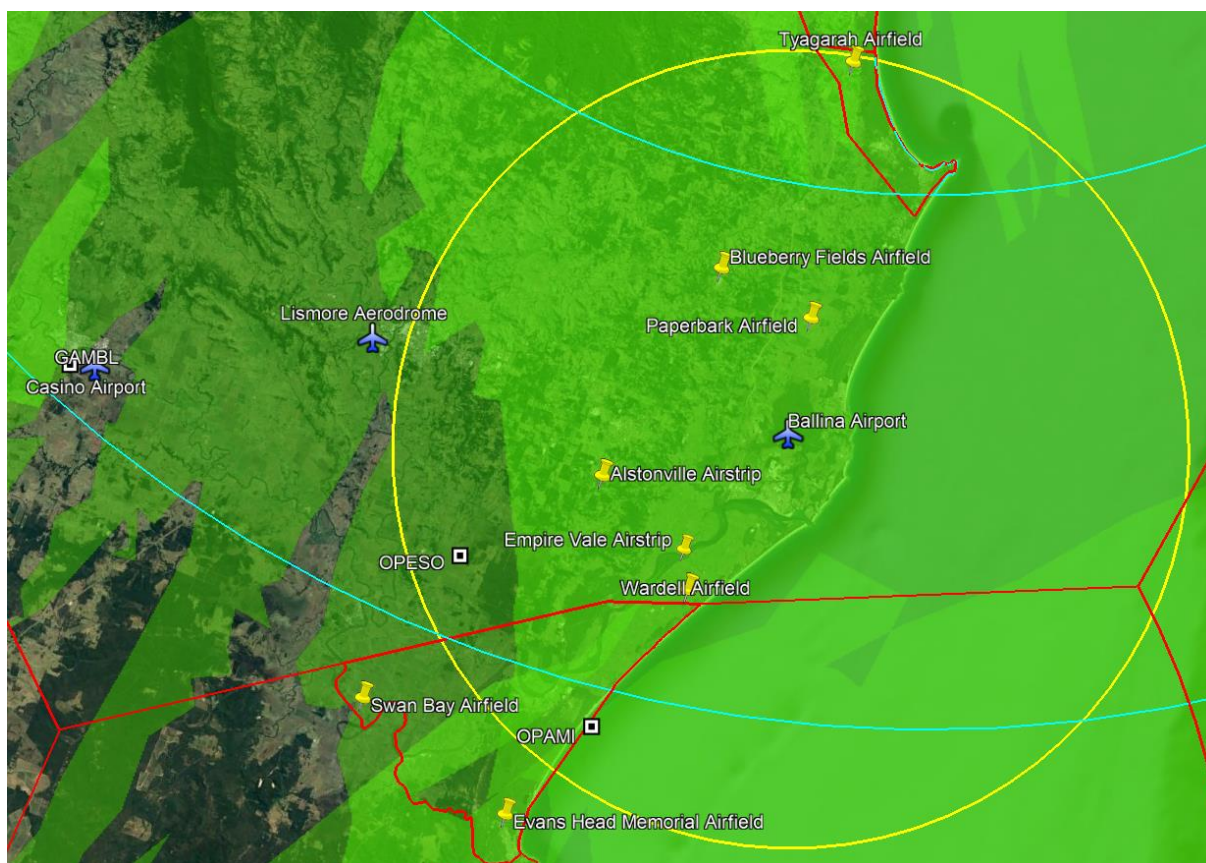 Tyagarah Airfield
Blueberry Fields Airfield
Lismore Aerodrome
Paperbark Airfield
GAMBL
Casino Airport
Ballina Airport
Alstonville Airstrip
Empire Vale Airstrip
OPESO
Wardell Airfield
Swan Bay Airfield
OPAMI
Evans Head Memorial Airfield